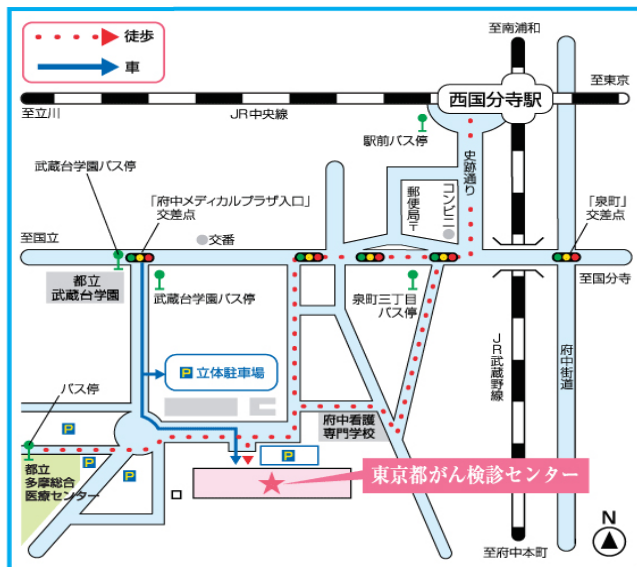 徒歩
車
至南浦和
至東京
西国分寺駅
至立川
JR中央線
駅前バス停
史跡通り
武蔵台学園バス停
「府中メディカルプラザ入口」
交差点
交番
郵便局〒
コンビニ
「泉町」
交差点
至国立
至国分寺
都立
武蔵台学園
武蔵台学園バス停
泉町三丁目
バス停
JR武蔵野線
府中街道
P 立体駐車場
バス停
P
府中看護
専門学校
都立
多摩総合
医療センター
P
P
P
東京都がん検診センター
N
至府中本町